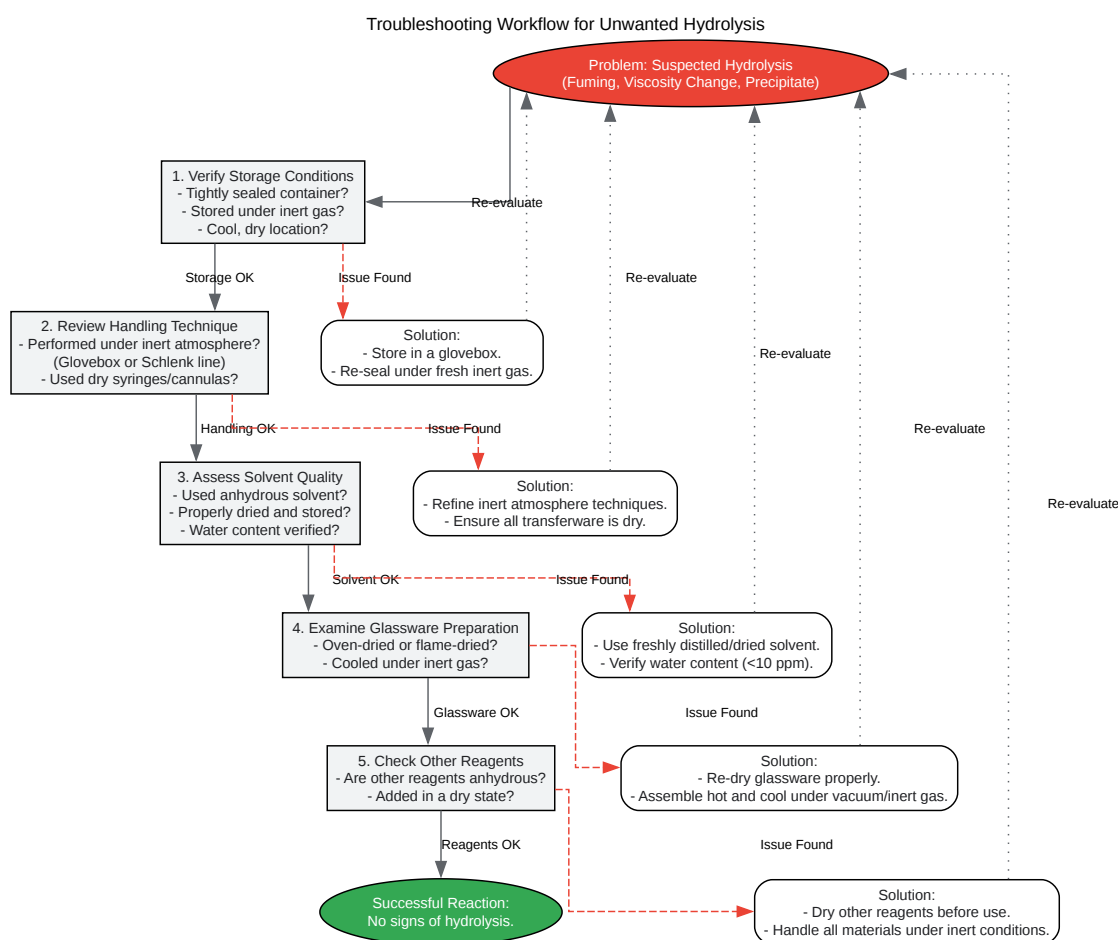 Troubleshooting Workflow for Unwanted Hydrolysis
Problem: Suspected Hydrolysis
(Fuming, Viscosity Change, Precipitate)
1. Verify Storage Conditions
- Tightly sealed container?
- Stored under inert gas?
- Cool, dry location?
Re-evaluate
Storage OK
Issue Found
Re-evaluate
2. Review Handling Technique
- Performed under inert atmosphere?
(Glovebox or Schlenk line)
- Used dry syringes/cannulas?
Solution:
- Store in a glovebox.
- Re-seal under fresh inert gas.
Re-evaluate
Handling OK
Issue Found
Re-evaluate
3. Assess Solvent Quality
- Used anhydrous solvent?
- Properly dried and stored?
- Water content verified?
Solution:
- Refine inert atmosphere techniques.
- Ensure all transferware is dry.
Re-evaluate
Solvent OK
Issue Found
4. Examine Glassware Preparation
- Oven-dried or flame-dried?
- Cooled under inert gas?
Solution:
- Use freshly distilled/dried solvent.
- Verify water content (<10 ppm).
Glassware OK
Issue Found
5. Check Other Reagents
- Are other reagents anhydrous?
- Added in a dry state?
Solution:
- Re-dry glassware properly.
- Assemble hot and cool under vacuum/inert gas.
Reagents OK
Issue Found
Successful Reaction:
No signs of hydrolysis.
Solution:
- Dry other reagents before use.
- Handle all materials under inert conditions.